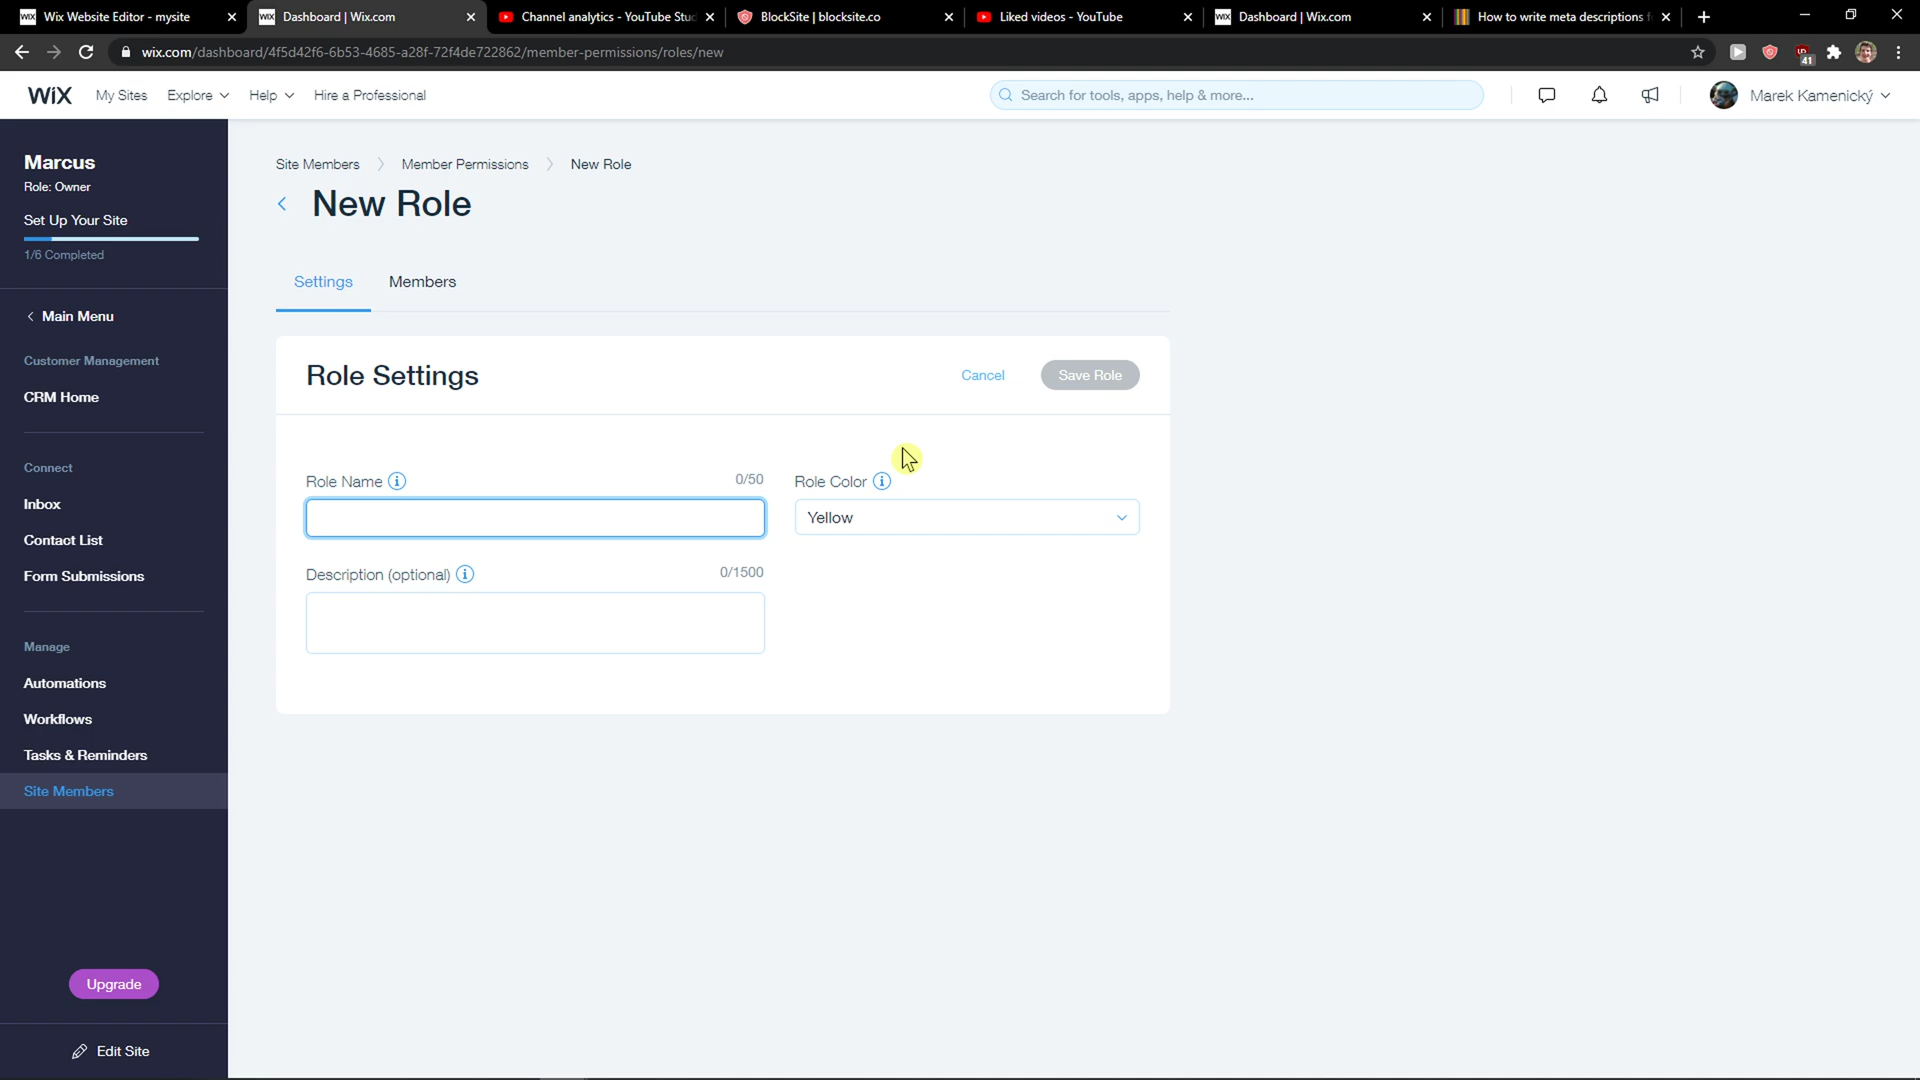 Wix Website Editor - mysite
Dashboard | Wix.com
Channel analytics - YouTube Stu
BlockSite | blocksite.co
Liked videos - YouTube
Dashboard | Wix.com
How to write meta descriptions f
wix.com/dashboard/4f5d42f6-6b53-4685-a28f-72f4de722862/member-permissions/roles/new
41
WiX
My Sites
Explore
Help
Hire a Professional
Search for tools, apps, help & more...
Marek Kamenický
Marcus
Role: Owner
Set Up Your Site
1/6 Completed
Main Menu
Customer Management
CRM Home
Connect
Inbox
Contact List
Form Submissions
Manage
Automations
Workflows
Tasks & Reminders
Site Members
Upgrade
Edit Site
Site Members
Member Permissions
New Role
New Role
Settings
Members
Role Settings
Cancel
Save Role
Role Name
0/50
Role Color
Yellow
Description (optional)
0/1500